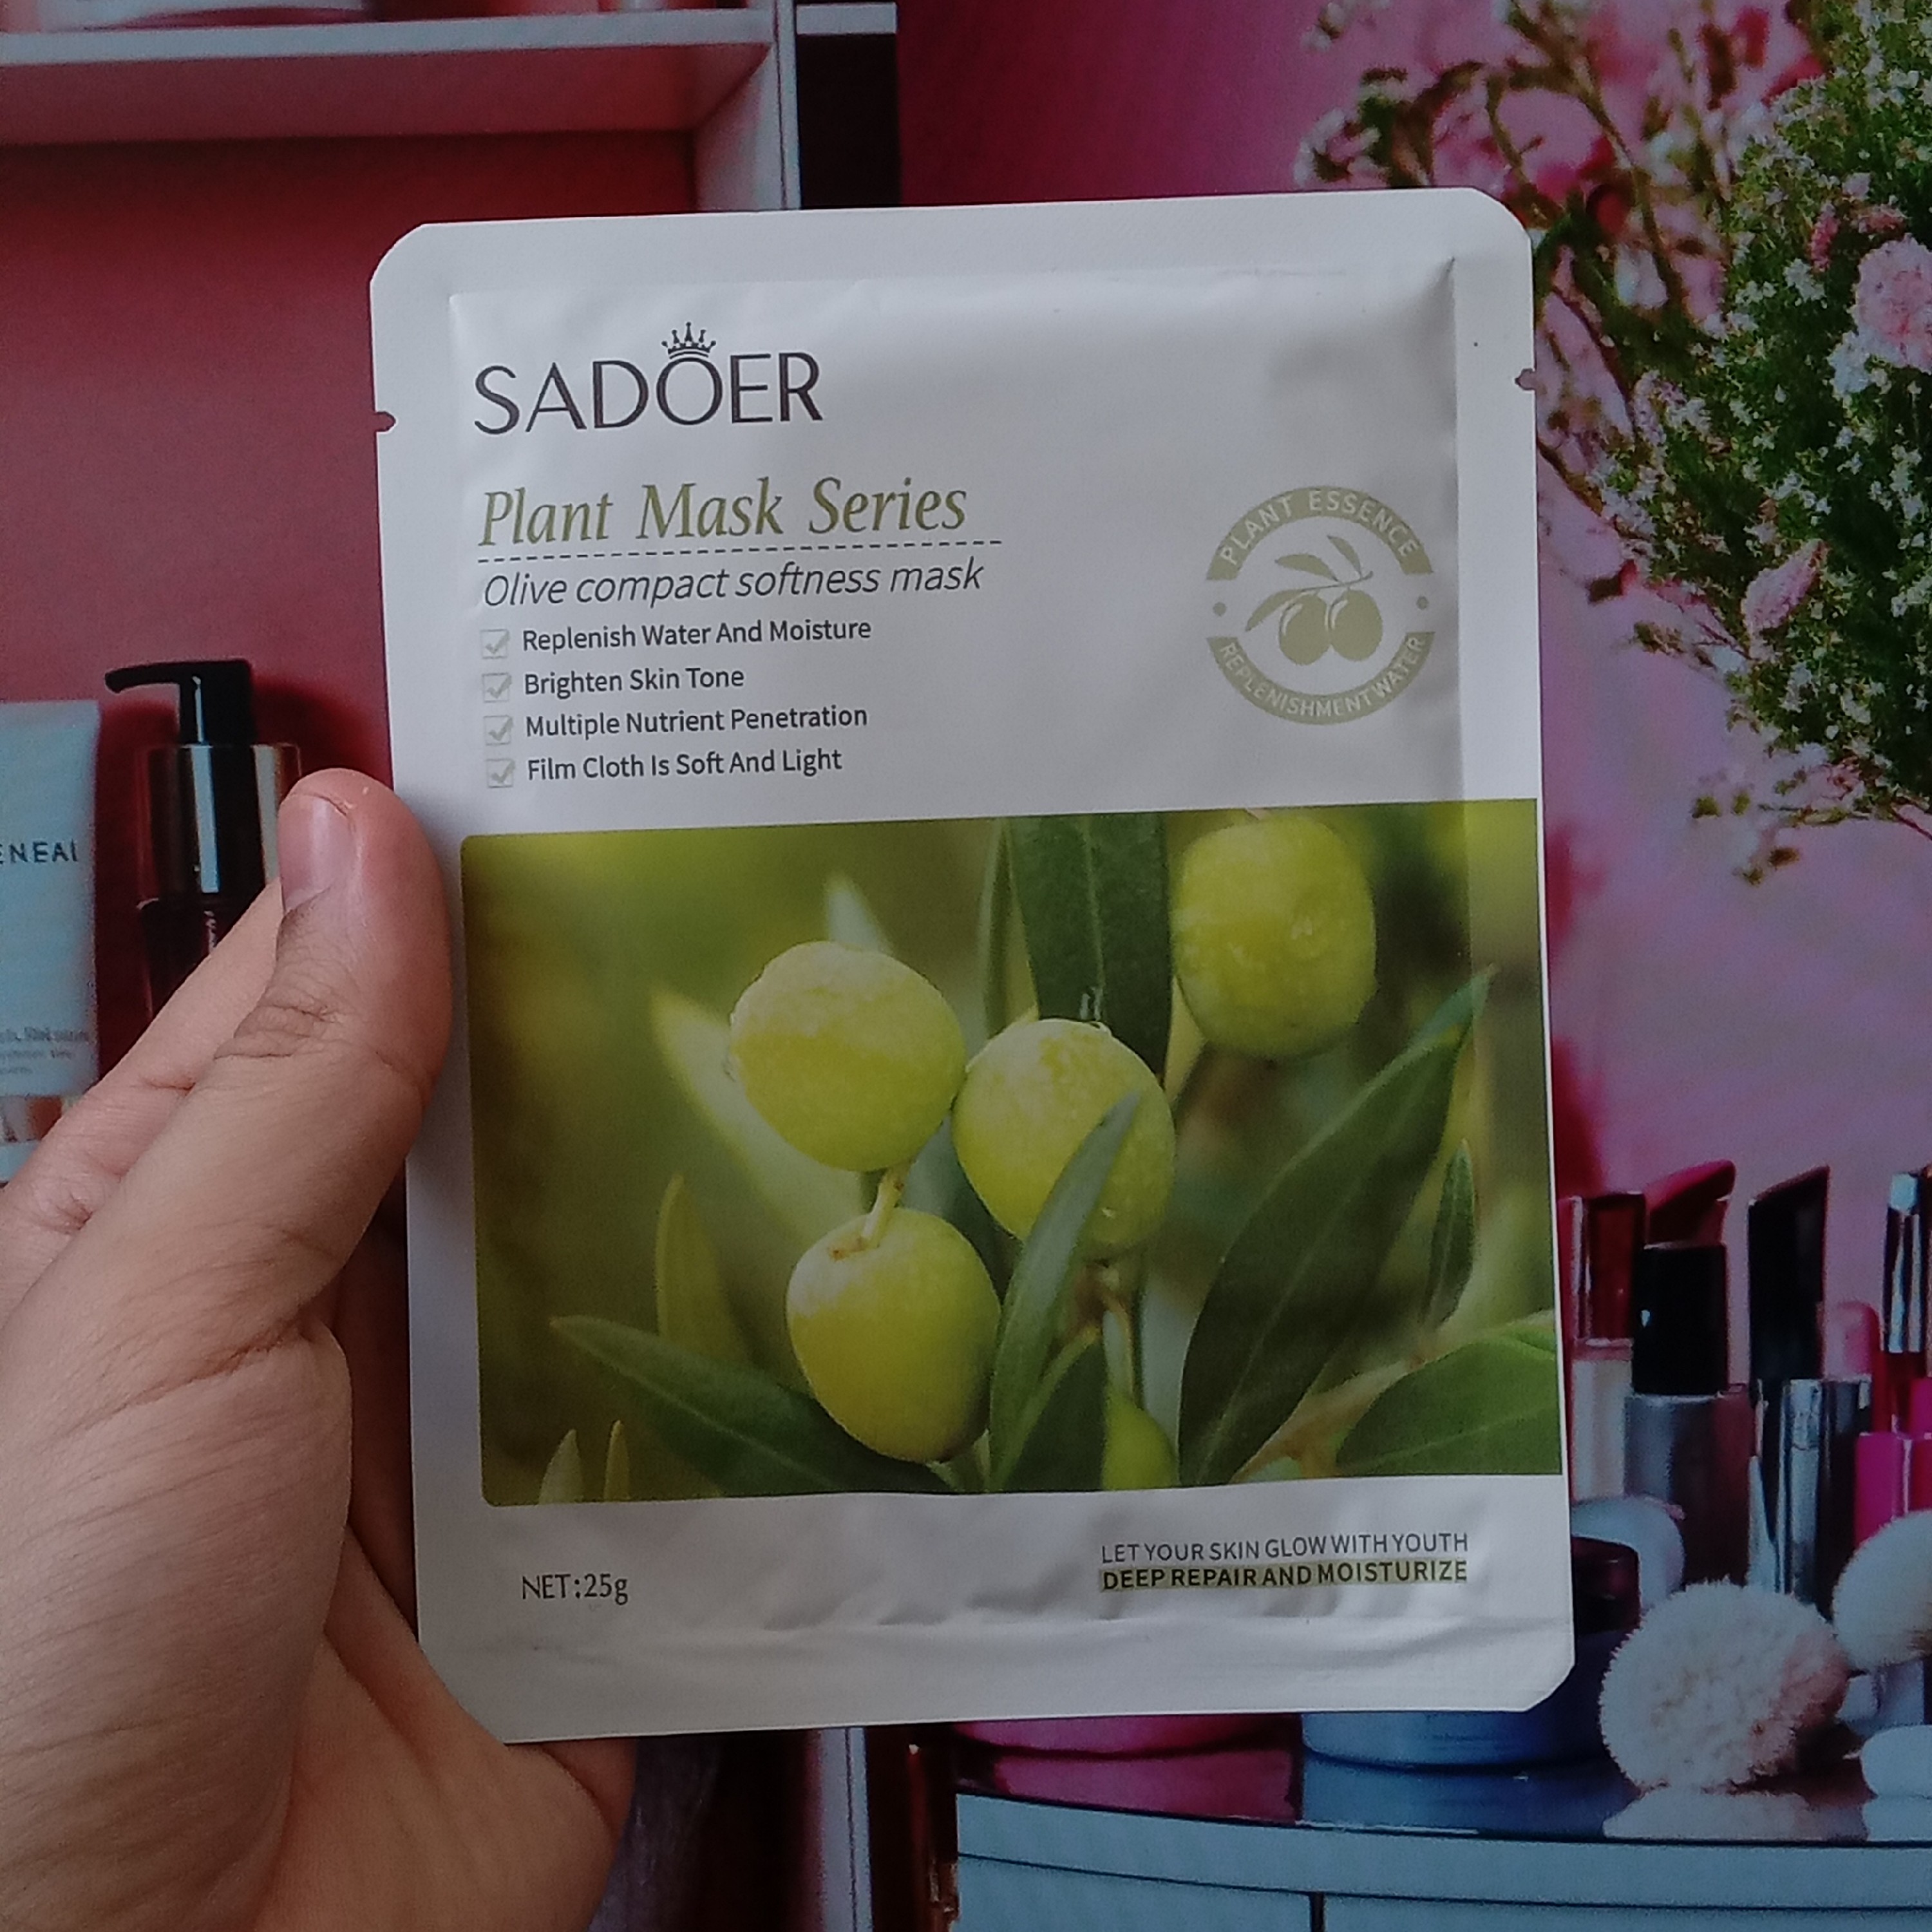 SADOER
Plant Mask Series
Olive compact softness mask
Replenish Water And Moisture
Brighten Skin Tone
Multiple Nutrient Penetration
Film Cloth Is Soft And Light
PLANT ESSENCE
REPLENISHMENTWATER
ENEAI
NET:25g
LET YOUR SKIN GLOW WITH YOUTH
DEEP REPAIR AND MOISTURIZE